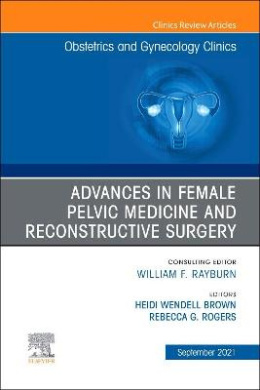 Clinics Review Articles
Obstetrics and Gynecology Clinics
ADVANCES IN FEMALE
PELVIC MEDICINE AND
RECONSTRUCTIVE SURGERY
CONSULTING EDITOR
WILLIAM F. RAYBURN
EDITORS
HEIDI WENDELL BROWN
REBECCA G. ROGERS
ELSEVIER
September 2021